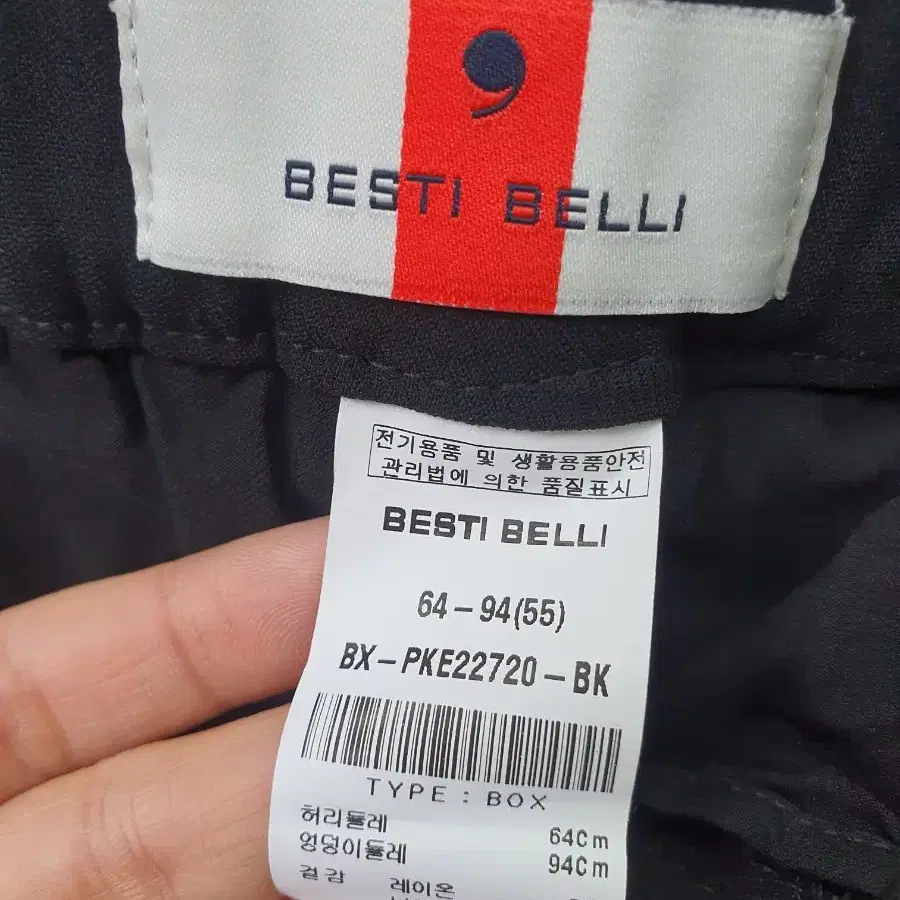 BESTI BELLI
전기용품 및 생활용품안전
관리법에 의한 품질표시
BESTI BELLI
64-94(55)
BX-PKE22720-BK
TYPE : BOX
허리둘레 64Cm
엉덩이둘레 94Cm
겉감 레이온